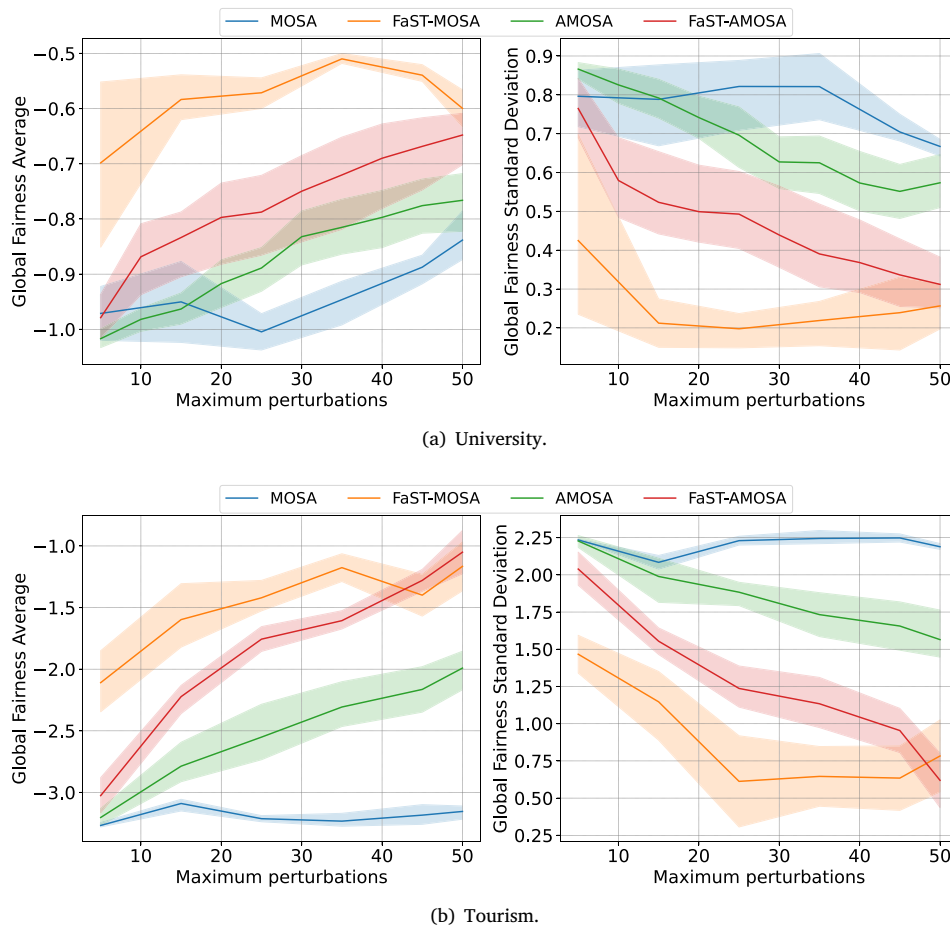 MOSA FaST-MOSA AMOSA FaST-AMOSA
Global Fairness Average
−0.5
−0.6
−0.7
−0.8
−0.9
−1.0
10 20 30 40 50
Maximum perturbations
Global Fairness Standard Deviation
0.9
0.8
0.7
0.6
0.5
0.4
0.3
0.2
10 20 30 40 50
Maximum perturbations
(a) University.
MOSA FaST-MOSA AMOSA FaST-AMOSA
Global Fairness Average
−1.0
−1.5
−2.0
−2.5
−3.0
10 20 30 40 50
Maximum perturbations
Global Fairness Standard Deviation
2.25
2.00
1.75
1.50
1.25
1.00
0.75
0.50
0.25
10 20 30 40 50
Maximum perturbations
(b) Tourism.